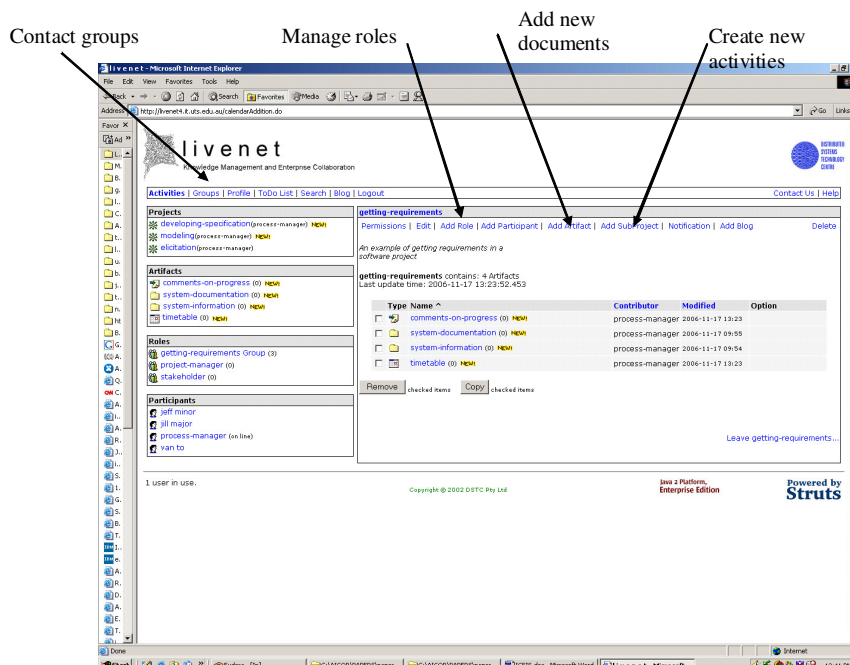 Contact groups
Manage roles
Add new
documents
Create new
activities
livenet - Microsoft Internet Explorer
File Edit View Favorites Tools Help
Back Search Favorites Media
Address http://livenet4.it.uts.edu.au/calendarAddition.do Go Links
Favor
Ad
livenet
Knowledge Management and Enterprise Collaboration
DISTRIBUTED
SYSTEMS
TECHNOLOGY
CENTRE
Activities | Groups | Profile | ToDo List | Search | Blog | Logout
Contact Us | Help
Projects
developing-specification(process-manager) NEW!
modeling(process-manager) NEW!
elicitation(process-manager)
Artifacts
comments-on-progress (0) NEW!
system-documentation (0) NEW!
system-information (0) NEW!
timetable (0) NEW!
Roles
getting-requirements Group (3)
project-manager (0)
stakeholder (0)
Participants
jeff minor
jill major
process-manager (on line)
van to
getting-requirements
Permissions | Edit | Add Role | Add Participant | Add Artifact | Add SubProject | Notification | Add Blog Delete
An example of getting requirements in a
software project
getting-requirements contains: 4 Artifacts
Last update time: 2006-11-17 13:23:52.453
Type Name ^ Contributor Modified Option
comments-on-progress (0) NEW! process-manager 2006-11-17 13:23
system-documentation (0) NEW! process-manager 2006-11-17 09:55
system-information (0) NEW! process-manager 2006-11-17 09:54
timetable (0) NEW! process-manager 2006-11-17 13:23
Remove checked items Copy checked items
Leave getting-requirements...
1 user in use.
Copyright © 2002 DSTC Pty Ltd
Java 2 Platform,
Enterprise Edition
Powered by
Struts
Done
Internet